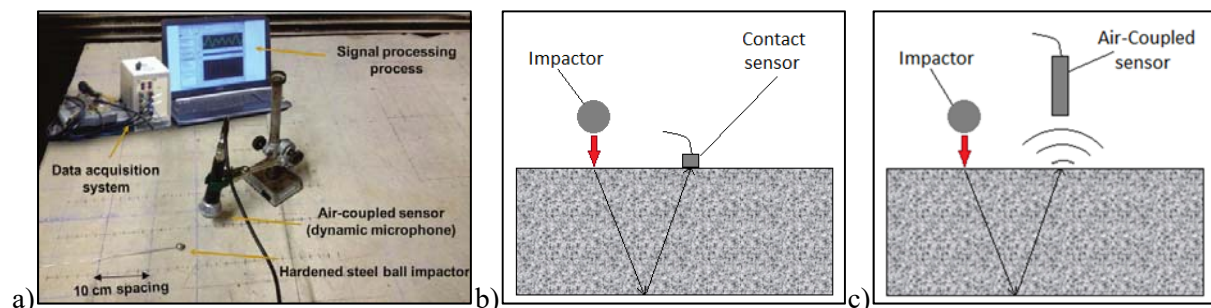 Signal processing
process
Data acquisition
system
Air-coupled sensor
(dynamic microphone)
Hardened steel ball impactor
10 cm spacing
a)
Impactor
Contact
sensor
b)
Impactor
Air-Coupled
sensor
c)